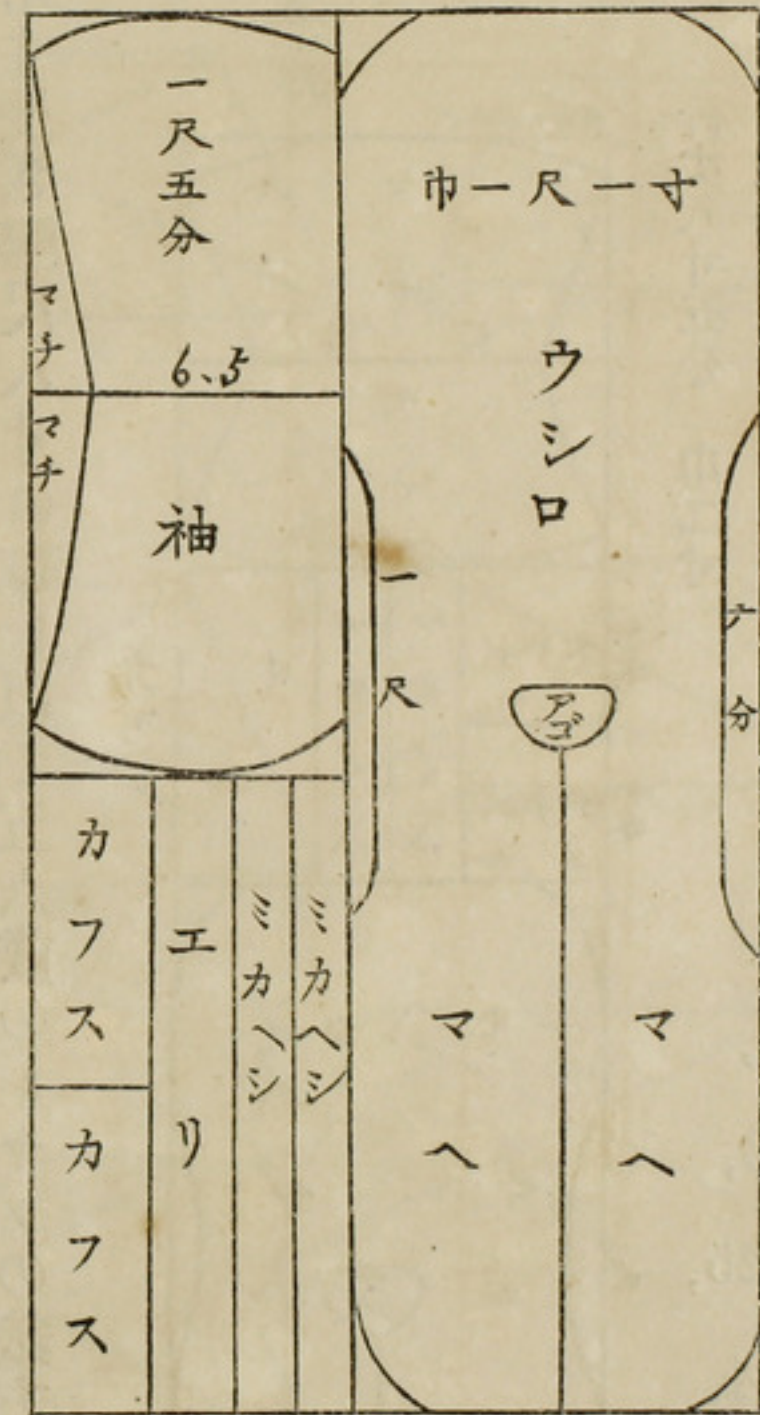 巾一尺一寸
ウシロ
六分
アゴ
一尺
マヘ
マヘ
一尺五分
マチ
6、5
マチ
袖
ミカヘシ
ミカヘシ
エリ
カフス
カフス